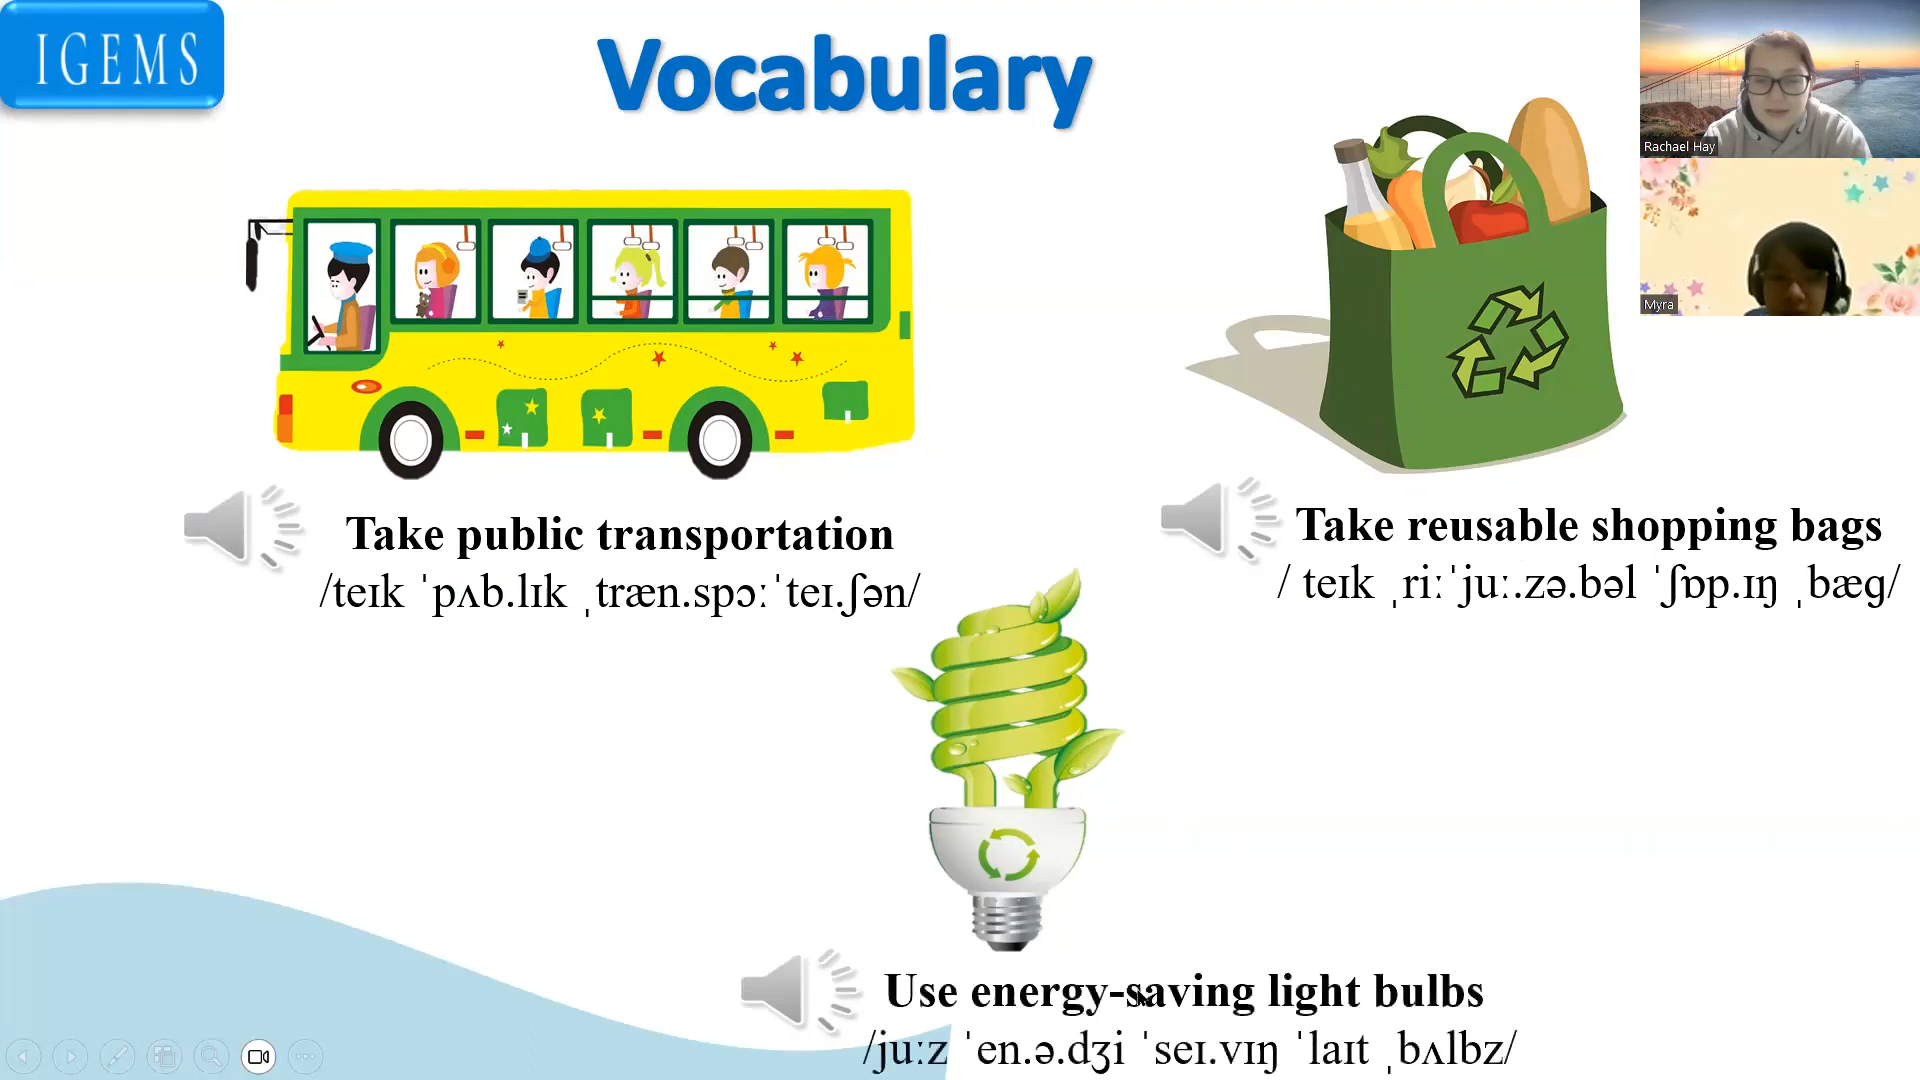 IGEMS
Vocabulary
Rachael Hay
Myra
Take public transportation
/teɪk ˈpʌb.lɪk ˌtræn.spɔːˈteɪ.ʃən/
Take reusable shopping bags
/ teɪk ˌriːˈjuː.zə.bəl ˈʃɒp.ɪŋ ˌbæɡ/
Use energy-saving light bulbs
/juːz ˈen.ə.dʒi ˈseɪ.vɪŋ ˈlaɪt ˌbʌlbz/